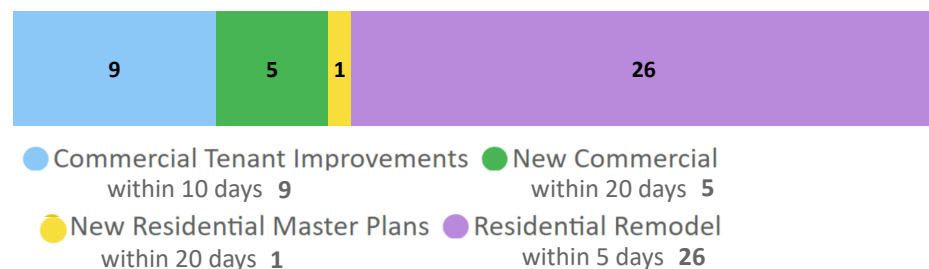 9 5 1 26
Commercial Tenant Improvements New Commercial
within 10 days 9 within 20 days 5
New Residential Master Plans Residential Remodel
within 20 days 1 within 5 days 26